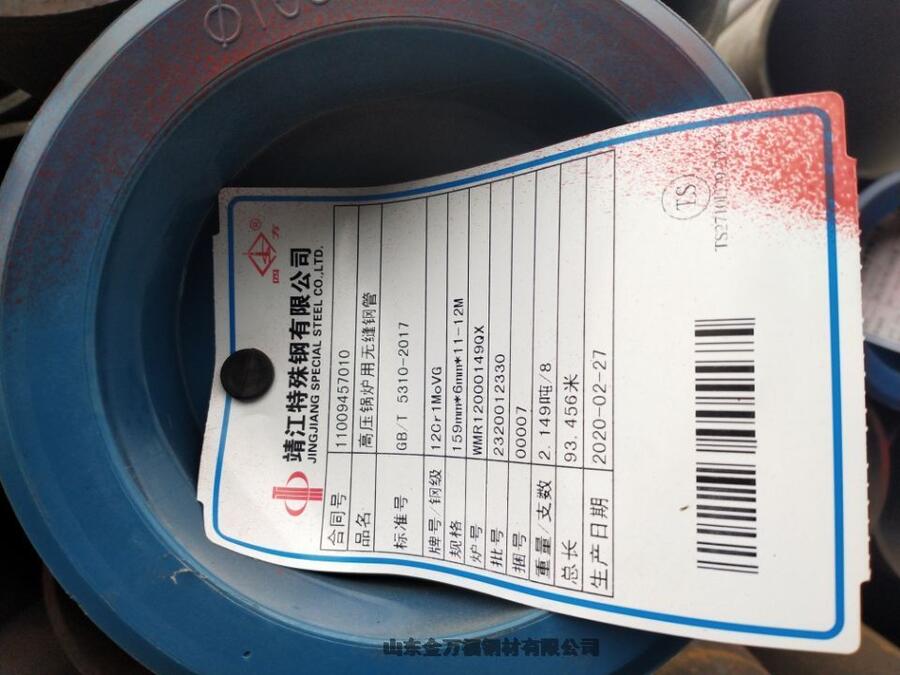 四方®
靖江特殊钢有限公司
JINGJIANG SPECIAL STEEL CO.,LTD.
合同号 11009457010
品名 高压锅炉用无缝钢管
标准号 GB/T 5310-2017
牌号/钢级 12Cr1MoVG
规格 159mm*6mm*11-12M
炉号 WMR12000149QX
批号 2320012330
捆号 00007
重量/支数 2.149吨/8
总长 93.456米
生产日期 2020-02-27
TS
山东金万福钢材有限公司